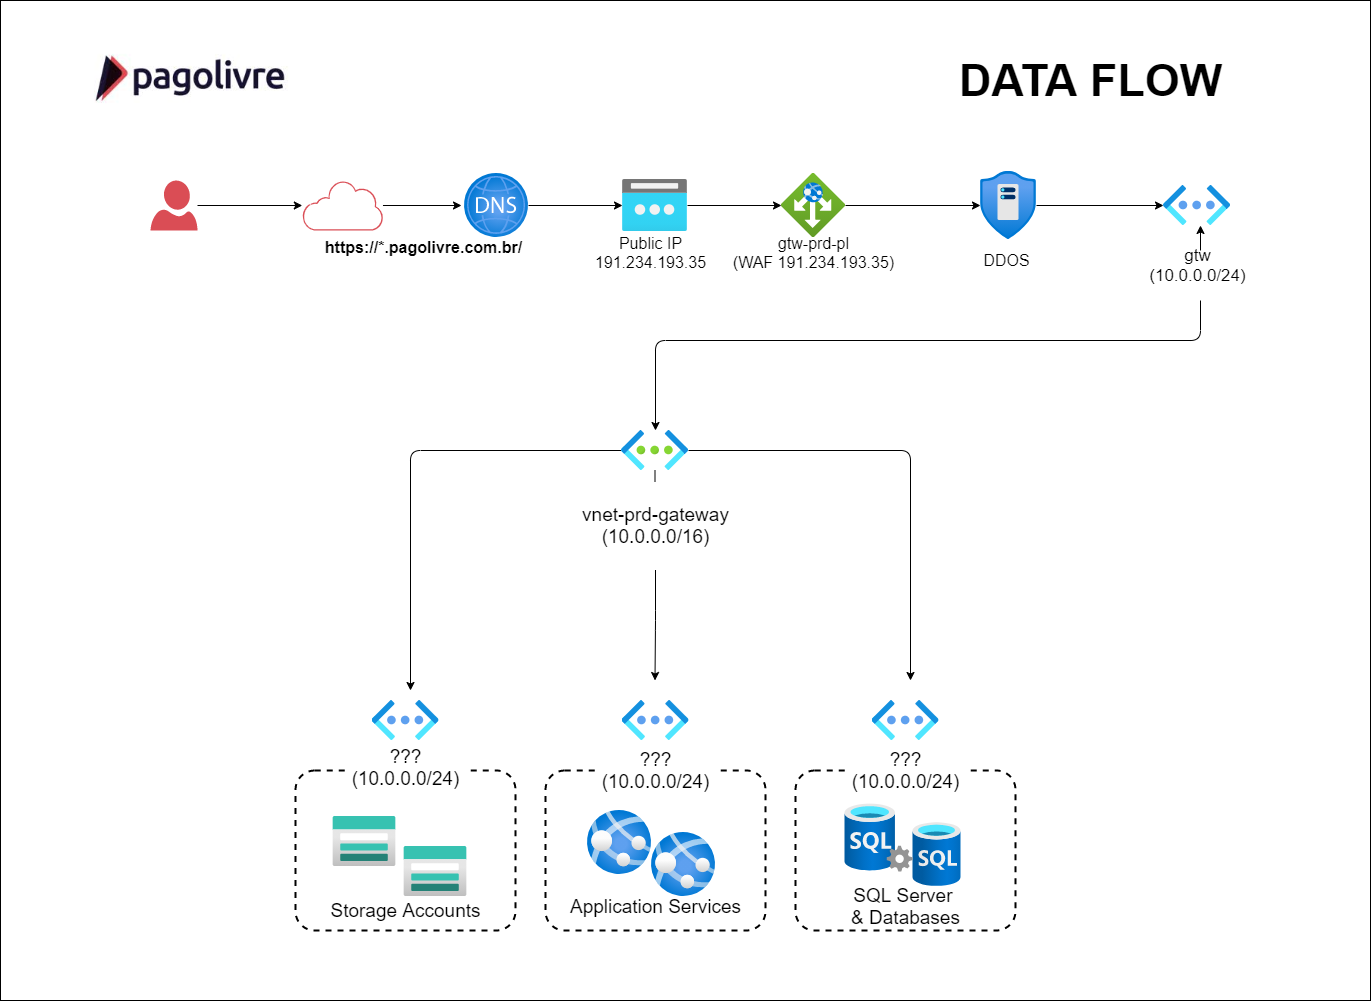 pagolivre
DATA FLOW
DNS
https://*.pagolivre.com.br/
Public IP
191.234.193.35
gtw-prd-pl
(WAF 191.234.193.35)
DDOS
gtw
(10.0.0.0/24)
vnet-prd-gateway
(10.0.0.0/16)
???
(10.0.0.0/24)
Storage Accounts
???
(10.0.0.0/24)
Application Services
???
(10.0.0.0/24)
SQL
SQL
SQL Server
& Databases